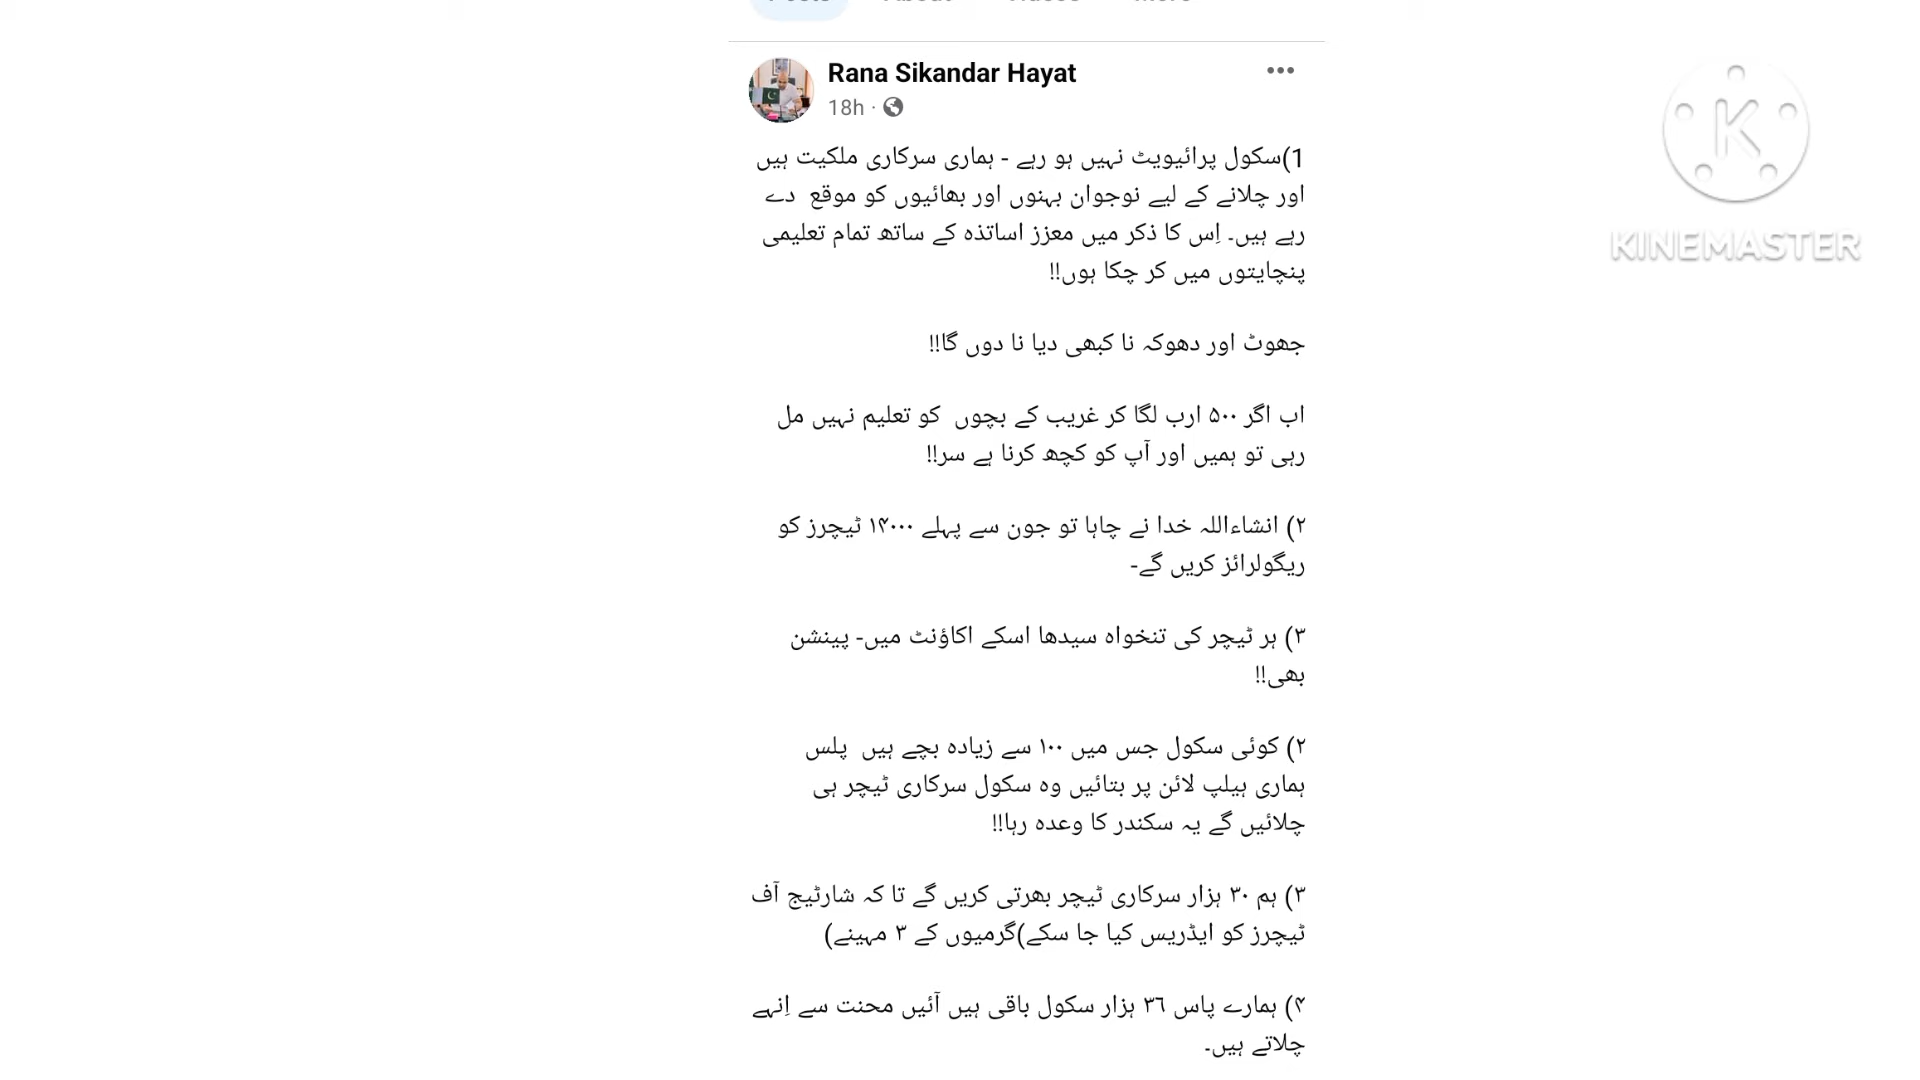 Rana Sikandar Hayat
18h ·
1)سکول پرائیویٹ نہیں ہو رہے - ہماری سرکاری ملکیت ہیں
اور چلانے کے لیے نوجوان بہنوں اور بھائیوں کو موقع دے
رہے ہیں۔ اِس کا ذکر میں معزز اساتذہ کے ساتھ تمام تعلیمی
پنچایتوں میں کر چکا ہوں!!
جھوٹ اور دھوکہ نا کبھی دیا نا دوں گا!!
اب اگر ۵۰۰ ارب لگا کر غریب کے بچوں کو تعلیم نہیں مل
رہی تو ہمیں اور آپ کو کچھ کرنا ہے سر!!
۲) انشاءاللہ خدا نے چاہا تو جون سے پہلے ۱۴۰۰۰ ٹیچرز کو
ریگولرائز کریں گے-
۳) ہر ٹیچر کی تنخواہ سیدھا اسکے اکاؤنٹ میں- پینشن
بھی!!
۲) کوئی سکول جس میں ۱۰۰ سے زیادہ بچے ہیں پلس
ہماری ہیلپ لائن پر بتائیں وہ سکول سرکاری ٹیچر ہی
چلائیں گے یہ سکندر کا وعدہ رہا!!
۳) ہم ۳۰ ہزار سرکاری ٹیچر بھرتی کریں گے تا کہ شارٹیج آف
ٹیچرز کو ایڈریس کیا جا سکے)گرمیوں کے ۳ مہینے)
۴) ہمارے پاس ۳٦ ہزار سکول باقی ہیں آئیں محنت سے اِنہے
چلاتے ہیں۔
K
KINEMASTER